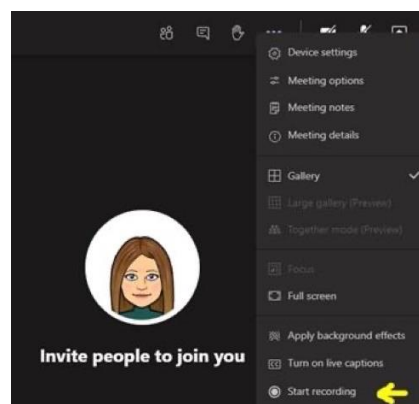 Device settings
Meeting options
Meeting notes
Meeting details
Gallery
Large gallery (Preview)
Together mode (Preview)
Focus
Full screen
Apply background effects
CC Turn on live captions
Start recording
Invite people to join you